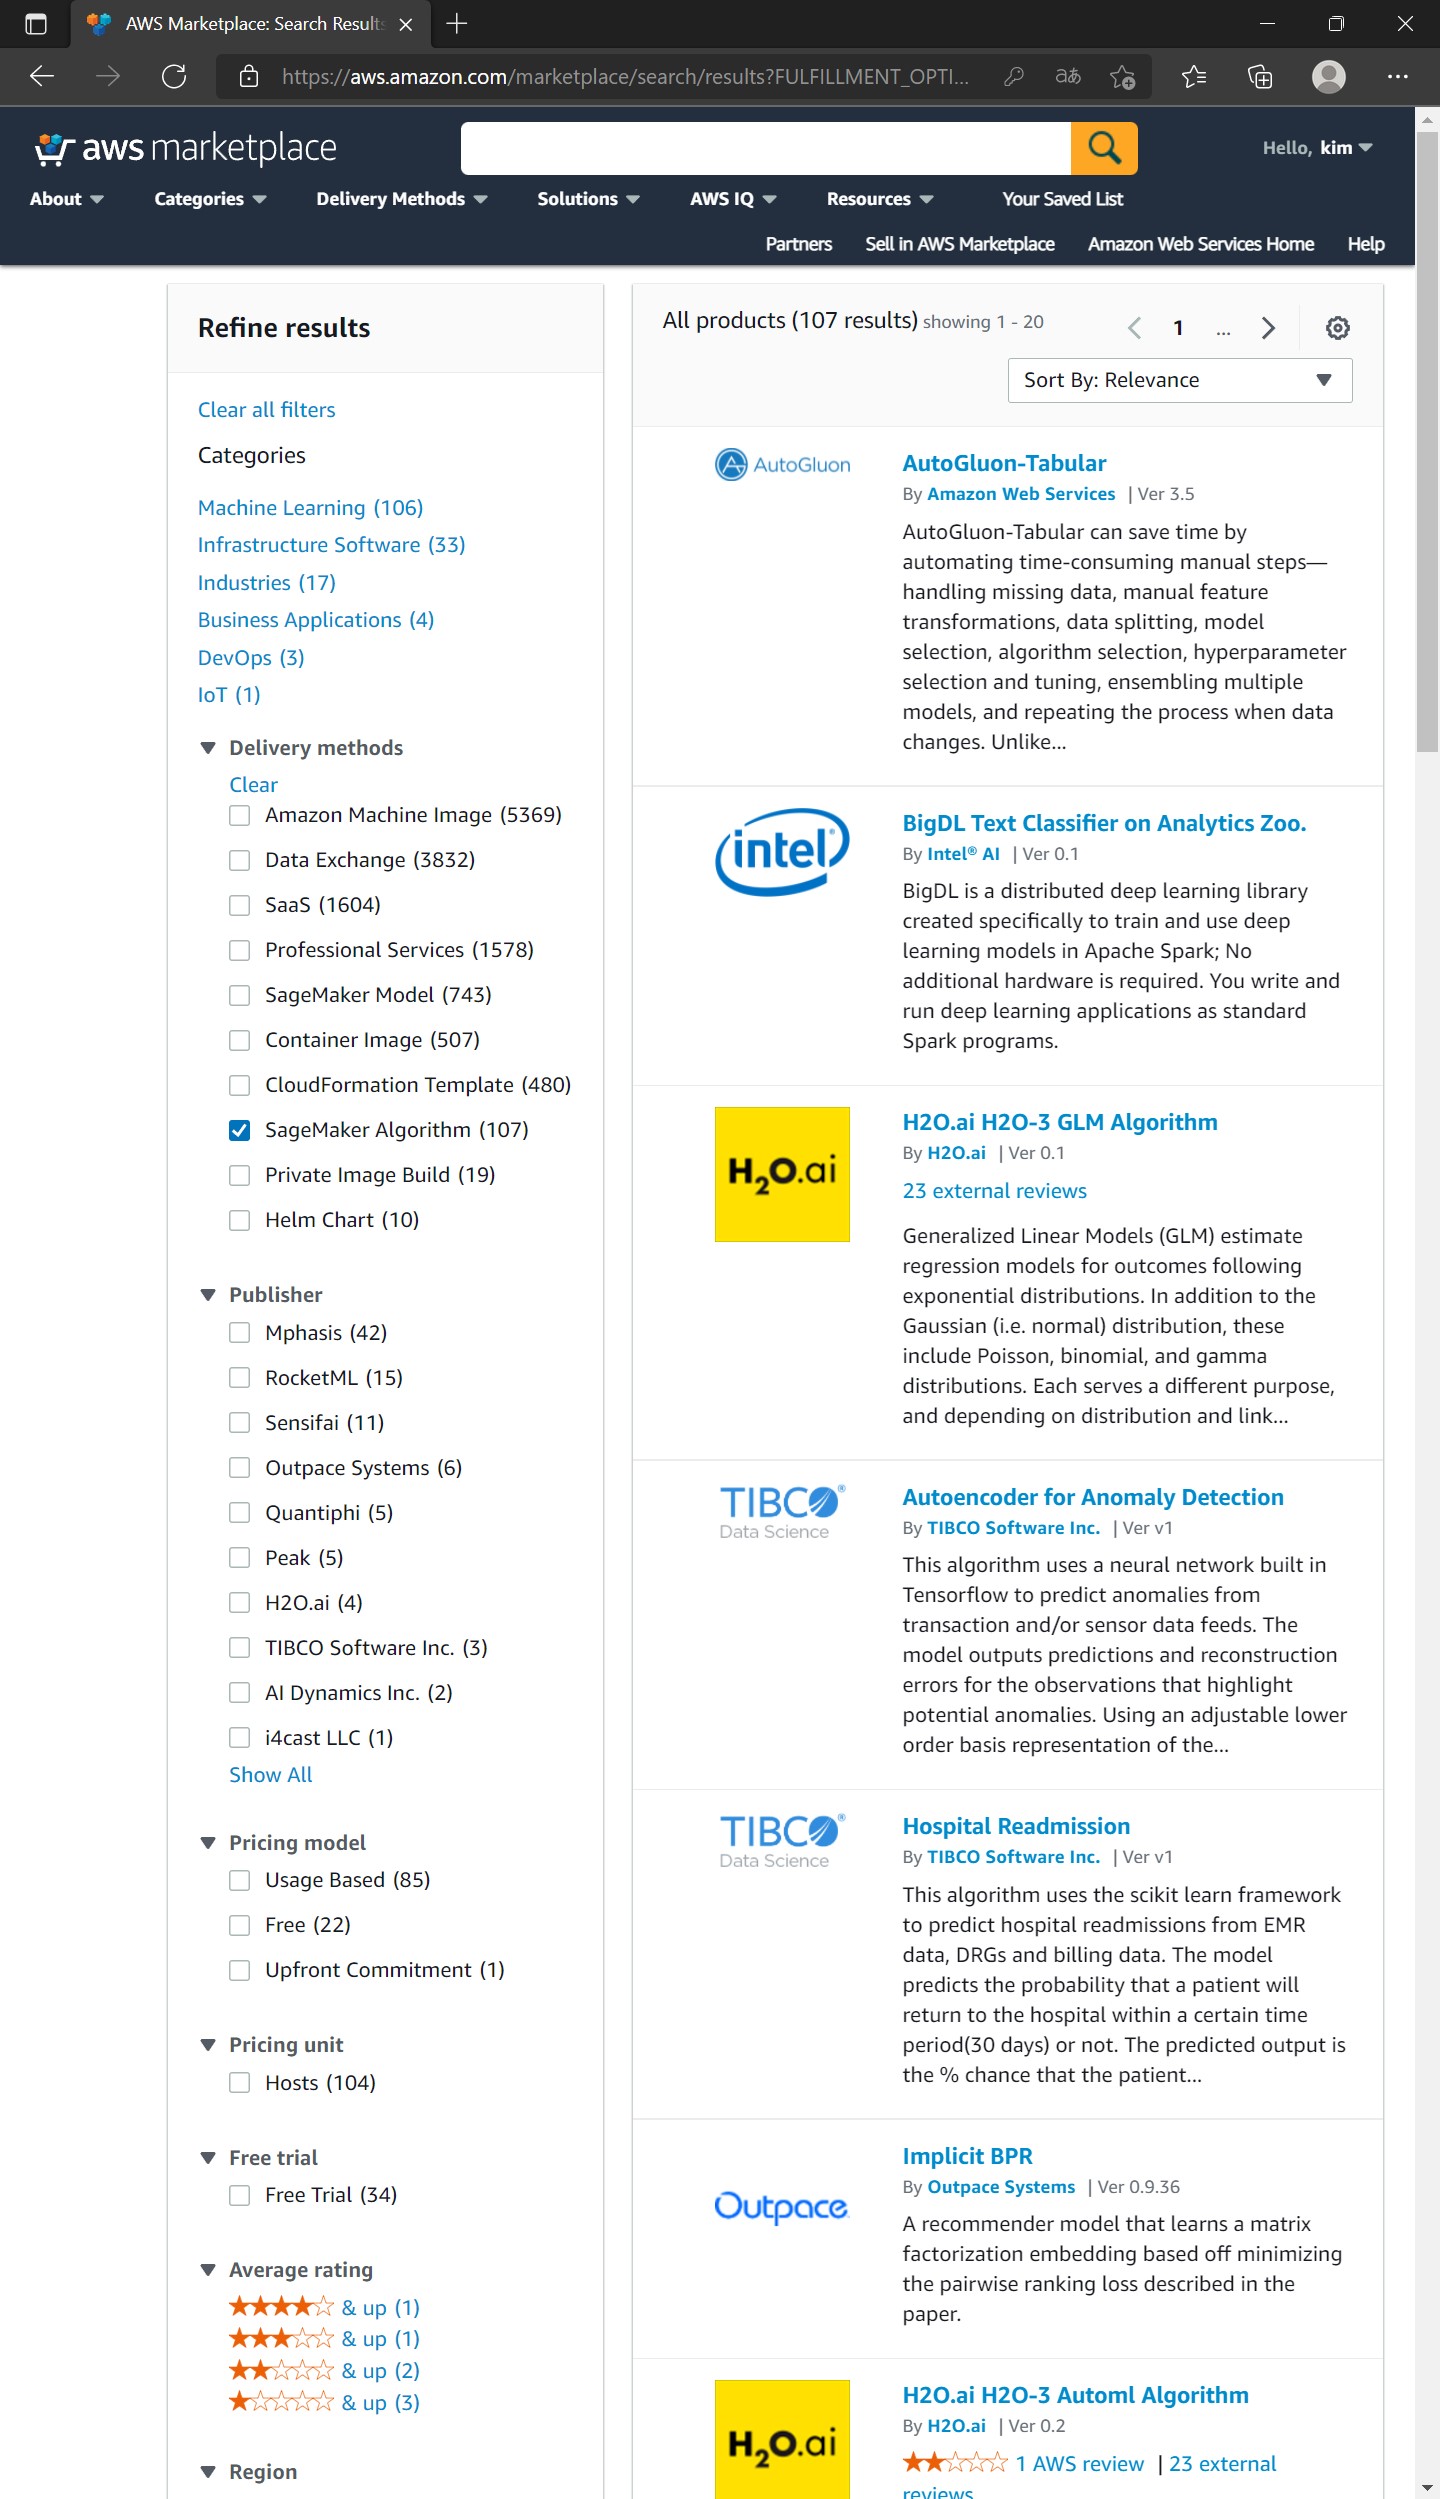 AWS Marketplace: Search Results
https://aws.amazon.com/marketplace/search/results?FULFILLMENT_OPTI...
aあ
aws marketplace
Hello, kim
About
Categories
Delivery Methods
Solutions
AWS IQ
Resources
Your Saved List
Partners
Sell in AWS Marketplace
Amazon Web Services Home
Help
Refine results
Clear all filters
Categories
Machine Learning (106)
Infrastructure Software (33)
Industries (17)
Business Applications (4)
DevOps (3)
IoT (1)
Delivery methods
Clear
Amazon Machine Image (5369)
Data Exchange (3832)
SaaS (1604)
Professional Services (1578)
SageMaker Model (743)
Container Image (507)
CloudFormation Template (480)
SageMaker Algorithm (107)
Private Image Build (19)
Helm Chart (10)
Publisher
Mphasis (42)
RocketML (15)
Sensifai (11)
Outpace Systems (6)
Quantiphi (5)
Peak (5)
H2O.ai (4)
TIBCO Software Inc. (3)
AI Dynamics Inc. (2)
i4cast LLC (1)
Show All
Pricing model
Usage Based (85)
Free (22)
Upfront Commitment (1)
Pricing unit
Hosts (104)
Free trial
Free Trial (34)
Average rating
& up (1)
& up (1)
& up (2)
& up (3)
Region
All products (107 results) showing 1 - 20
1 ...
Sort By: Relevance
AutoGluon
AutoGluon-Tabular
By Amazon Web Services | Ver 3.5
AutoGluon-Tabular can save time by
automating time-consuming manual steps—
handling missing data, manual feature
transformations, data splitting, model
selection, algorithm selection, hyperparameter
selection and tuning, ensembling multiple
models, and repeating the process when data
changes. Unlike...
intel®
BigDL Text Classifier on Analytics Zoo.
By Intel® AI | Ver 0.1
BigDL is a distributed deep learning library
created specifically to train and use deep
learning models in Apache Spark; No
additional hardware is required. You write and
run deep learning applications as standard
Spark programs.
H2O.ai
H2O.ai H2O-3 GLM Algorithm
By H2O.ai | Ver 0.1
23 external reviews
Generalized Linear Models (GLM) estimate
regression models for outcomes following
exponential distributions. In addition to the
Gaussian (i.e. normal) distribution, these
include Poisson, binomial, and gamma
distributions. Each serves a different purpose,
and depending on distribution and link...
TIBCO®
Data Science
Autoencoder for Anomaly Detection
By TIBCO Software Inc. | Ver v1
This algorithm uses a neural network built in
Tensorflow to predict anomalies from
transaction and/or sensor data feeds. The
model outputs predictions and reconstruction
errors for the observations that highlight
potential anomalies. Using an adjustable lower
order basis representation of the...
TIBCO®
Data Science
Hospital Readmission
By TIBCO Software Inc. | Ver v1
This algorithm uses the scikit learn framework
to predict hospital readmissions from EMR
data, DRGs and billing data. The model
predicts the probability that a patient will
return to the hospital within a certain time
period(30 days) or not. The predicted output is
the % chance that the patient...
Outpace
Implicit BPR
By Outpace Systems | Ver 0.9.36
A recommender model that learns a matrix
factorization embedding based off minimizing
the pairwise ranking loss described in the
paper.
H2O.ai
H2O.ai H2O-3 Automl Algorithm
By H2O.ai | Ver 0.2
1 AWS review | 23 external
reviews